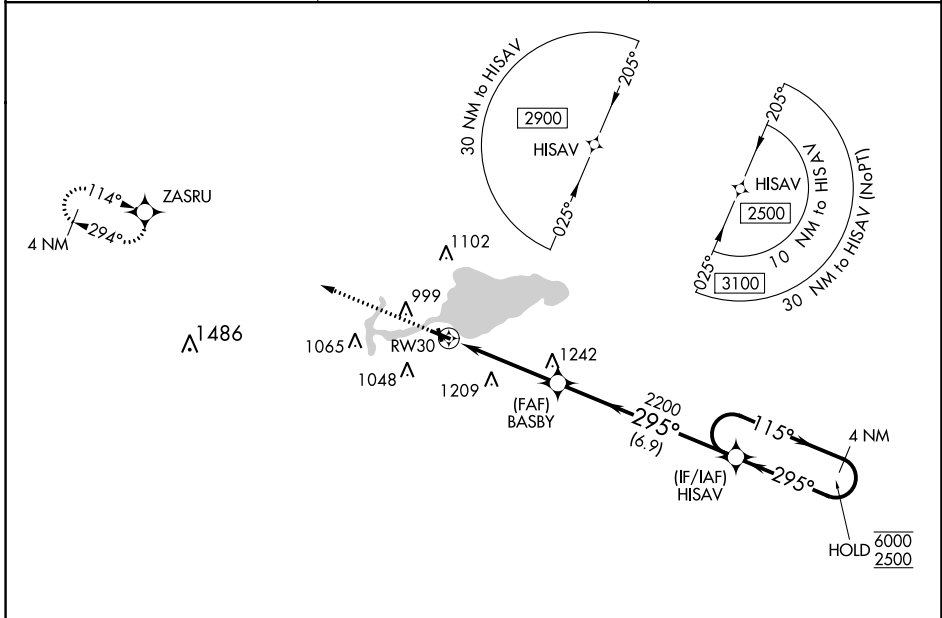 30 NM to HISAV
205°
2900
HISAV
025°
205°
HISAV
2500
10 NM to HISAV
30 NM to HISAV (NoPT)
025°
3100
114°
ZASRU
294°
4 NM
1102
999
1486
1065
RW30
1048
1209
1242
(FAF)
BASBY
2200
295°
(6.9)
115°
4 NM
295°
(IF/IAF)
HISAV
HOLD 6000
2500